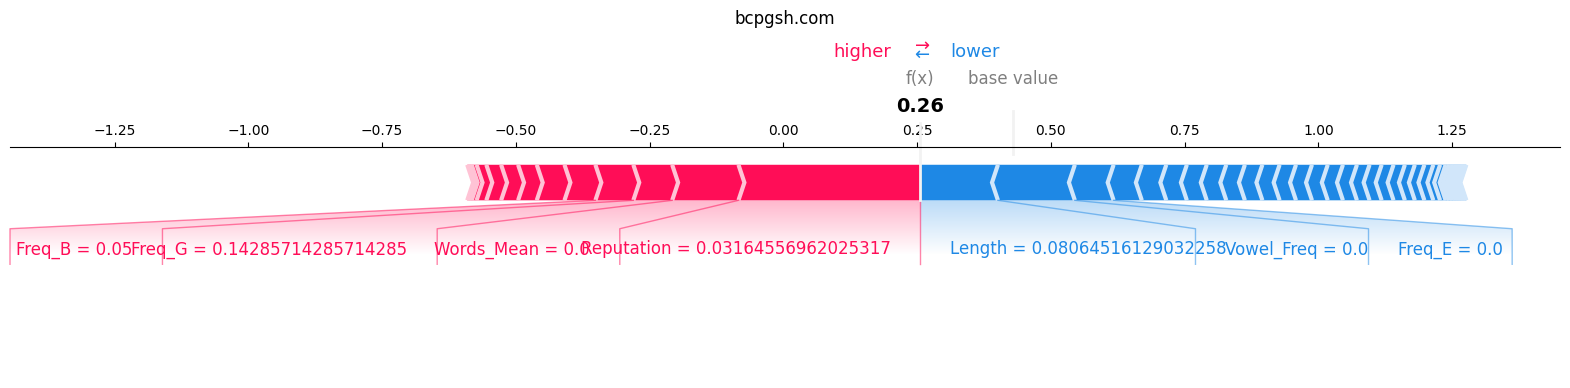 bcpgsh.com
higher ⇄ lower
f(x) base value
0.26
−1.25 −1.00 −0.75 −0.50 −0.25 0.00 0.25 0.50 0.75 1.00 1.25
Freq_B = 0.05 Freq_G = 0.14285714285714285 Words_Mean = 0.0 Reputation = 0.03164556962025317 Length = 0.08064516129032258 Vowel_Freq = 0.0 Freq_E = 0.0